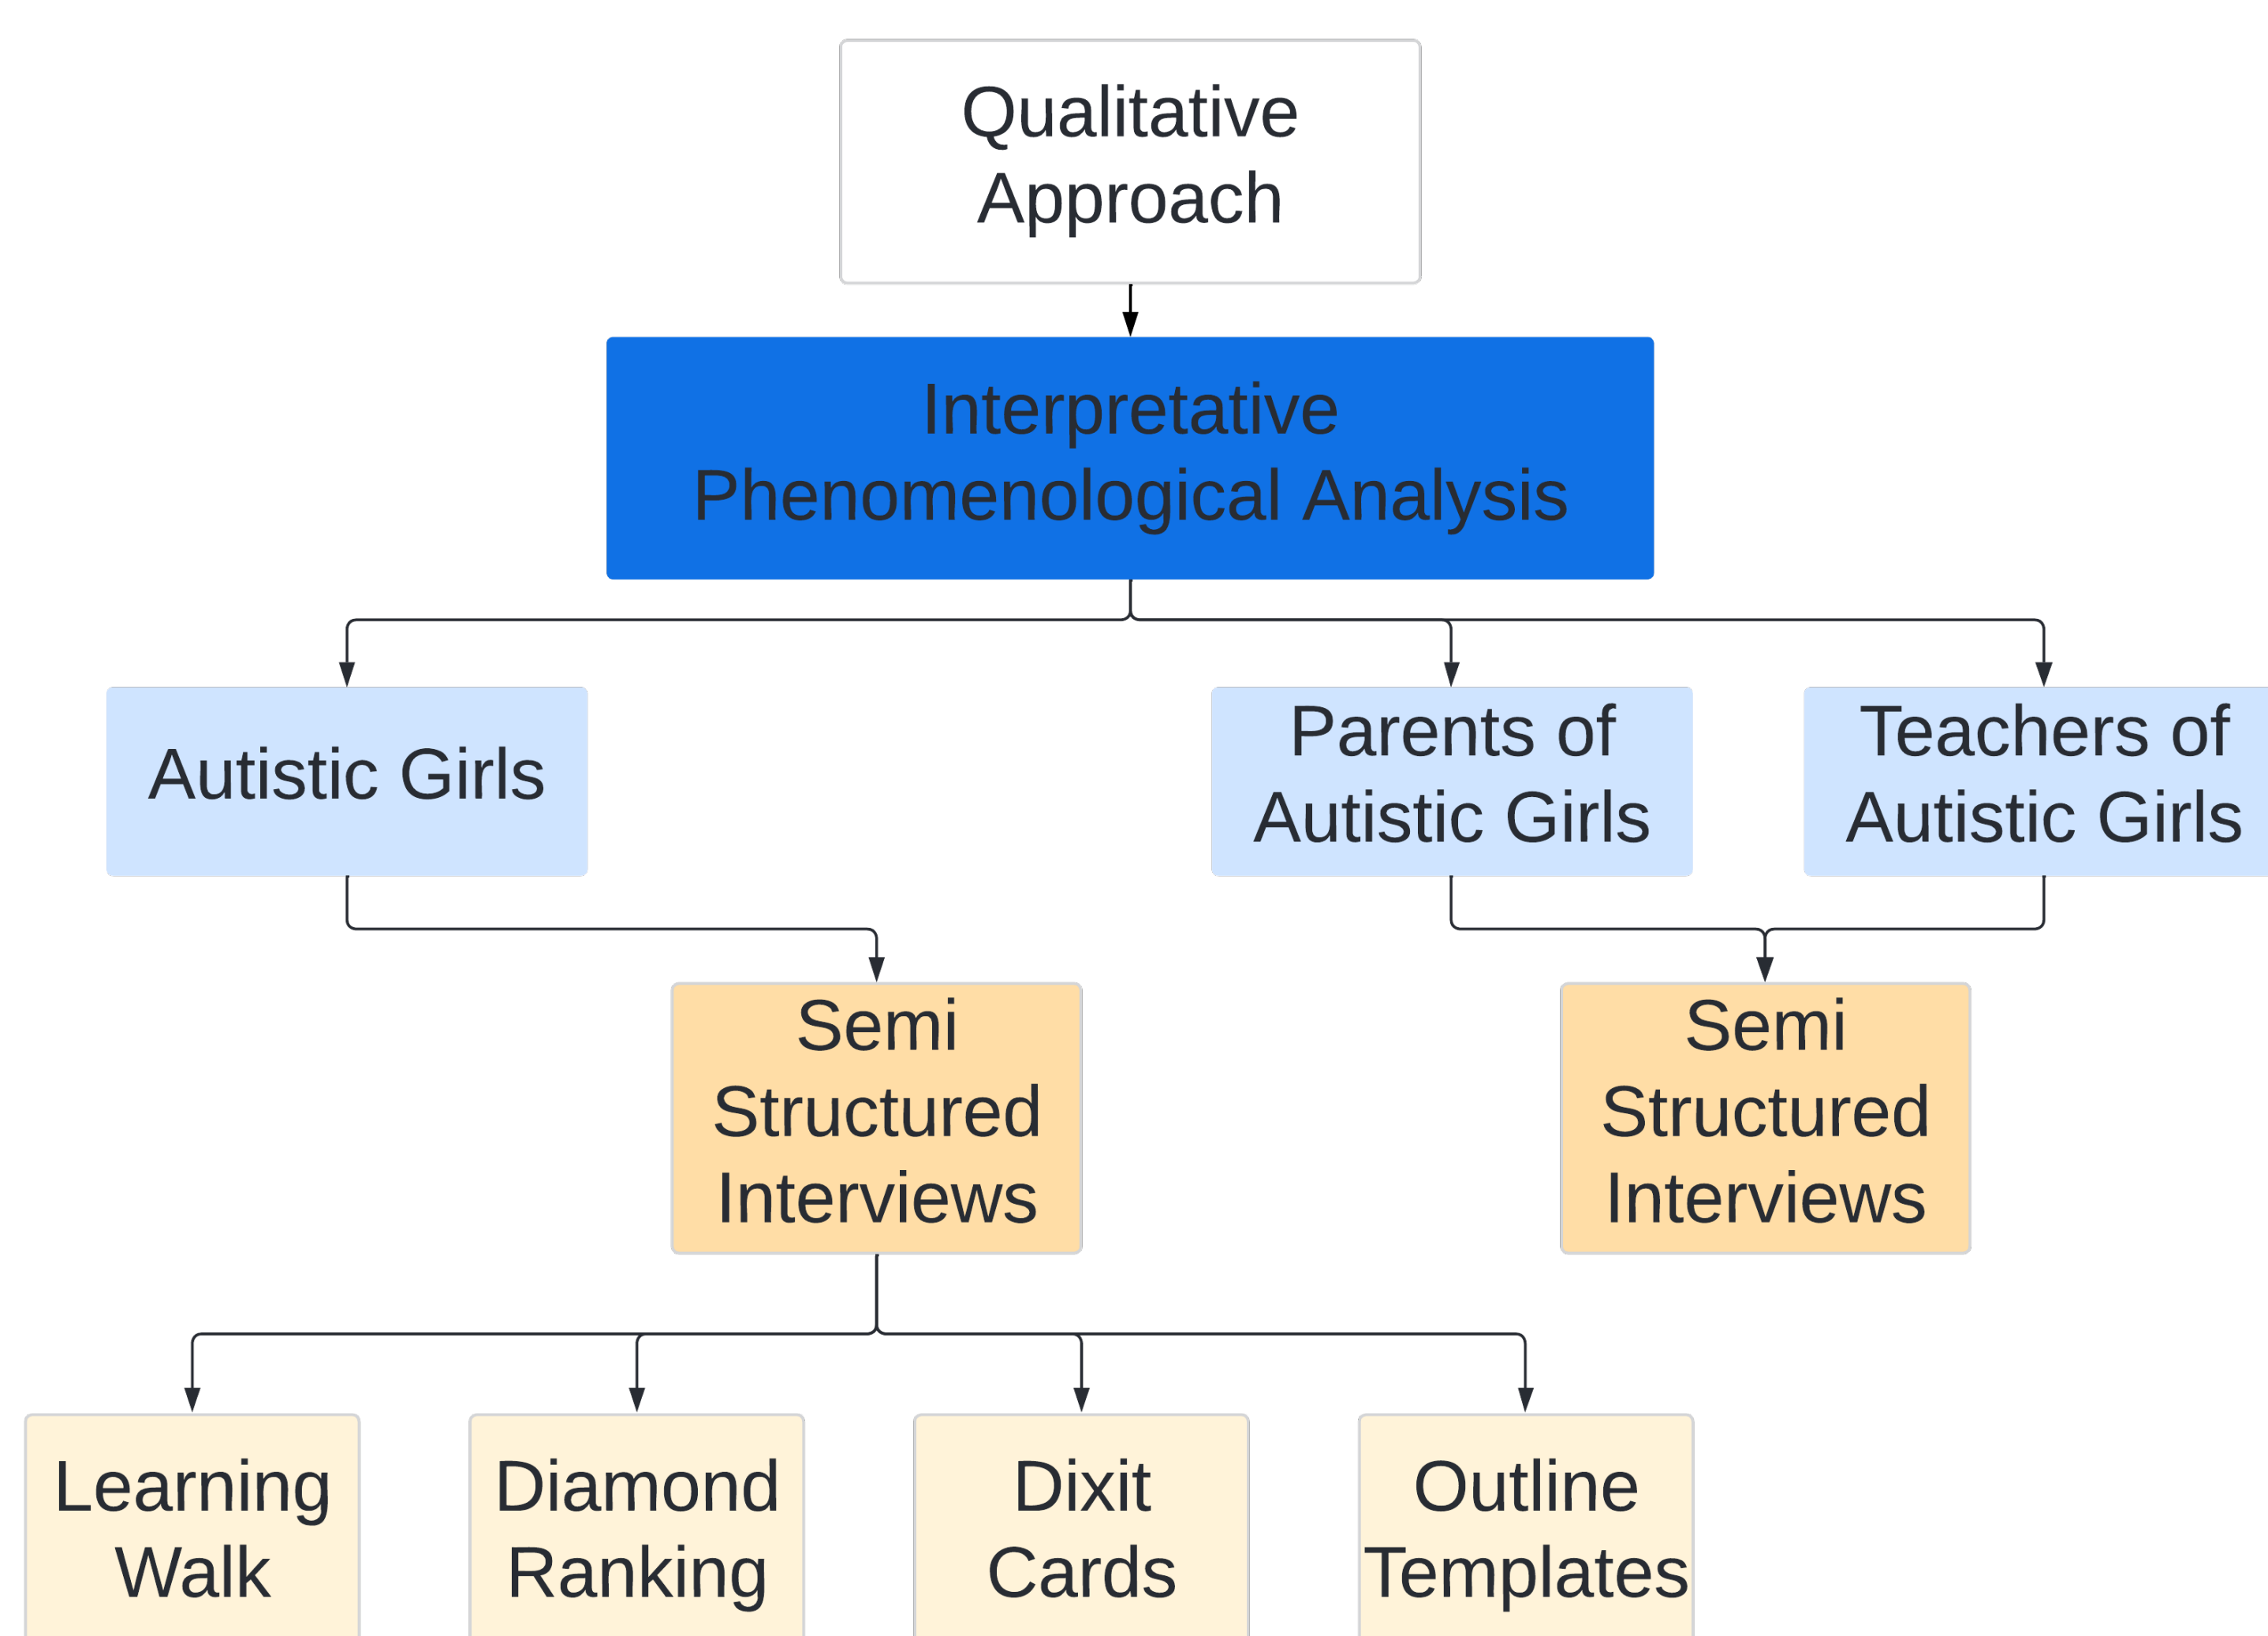 Qualitative
Approach
Interpretative
Phenomenological Analysis
Autistic Girls
Parents of
Autistic Girls
Teachers of
Autistic Girls
Semi
Structured
Interviews
Semi
Structured
Interviews
Learning
Walk
Diamond
Ranking
Dixit
Cards
Outline
Templates